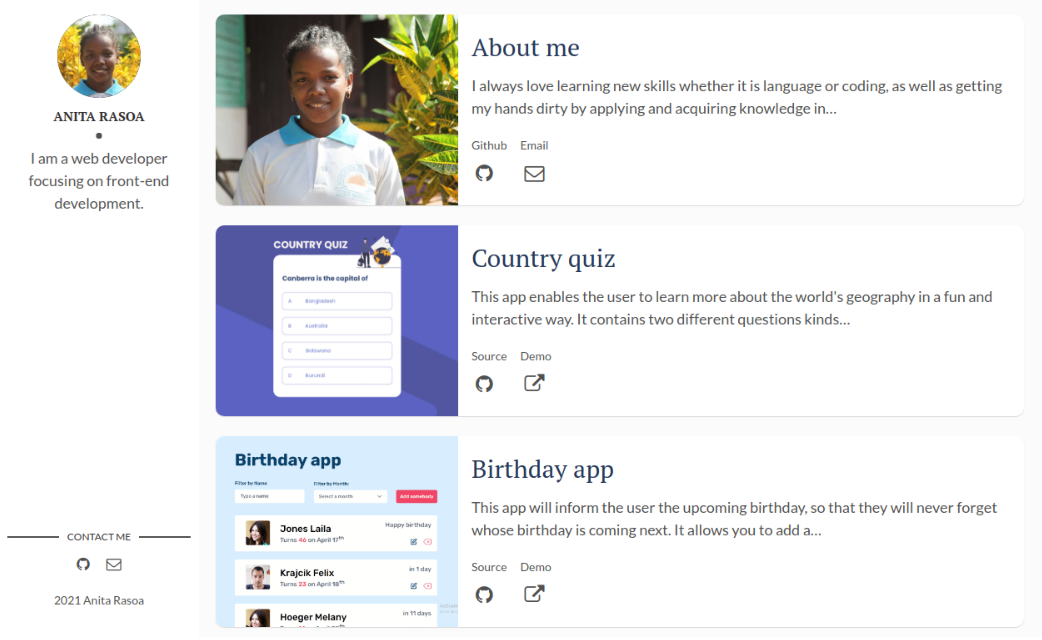 ANITA RASOA
I am a web developer
focusing on front-end
development.
CONTACT ME
2021 Anita Rasoa
About me
I always love learning new skills whether it is language or coding, as well as getting
my hands dirty by applying and acquiring knowledge in...
Github Email
COUNTRY QUIZ
Canberra is the capital of
A Bangladesh
B Australia
C Botswana
D Burundi
Country quiz
This app enables the user to learn more about the world's geography in a fun and
interactive way. It contains two different questions kinds...
Source Demo
Birthday app
Filter by Name Filter by Month:
Type a name Select a month Add somebody
Jones Laila Happy birthday
Turns 46 on April 17th
Krajcik Felix in 1 day
Turns 23 on April 18th
Hoeger Melany in 11 days
Birthday app
This app will inform the user the upcoming birthday, so that they will never forget
whose birthday is coming next. It allows you to add a...
Source Demo